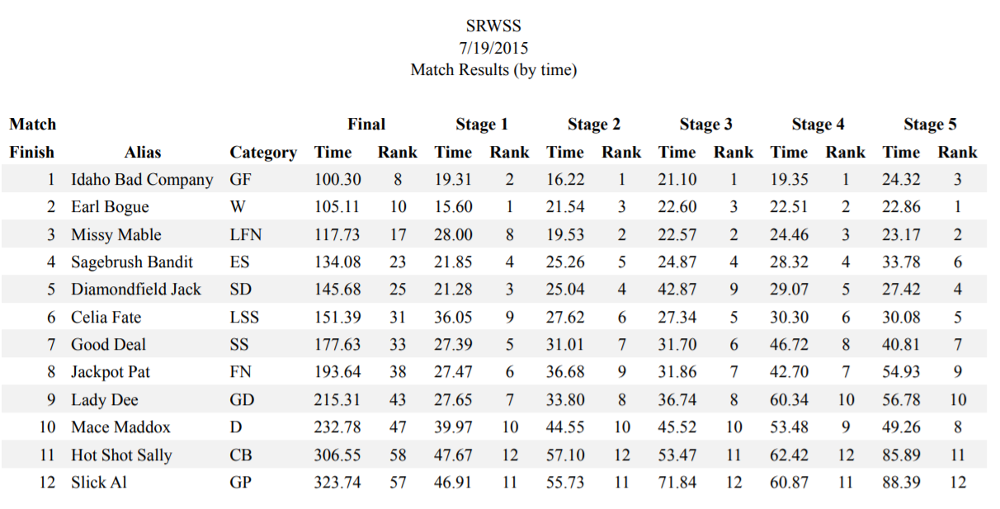 SRWSS
7/19/2015
Match Results (by time)
Match Final Stage 1 Stage 2 Stage 3 Stage 4 Stage 5
Finish Alias Category Time Rank Time Rank Time Rank Time Rank Time Rank Time Rank
1 Idaho Bad Company GF 100.30 8 19.31 2 16.22 1 21.10 1 19.35 1 24.32 3
2 Earl Bogue W 105.11 10 15.60 1 21.54 3 22.60 3 22.51 2 22.86 1
3 Missy Mable LFN 117.73 17 28.00 8 19.53 2 22.57 2 24.46 3 23.17 2
4 Sagebrush Bandit ES 134.08 23 21.85 4 25.26 5 24.87 4 28.32 4 33.78 6
5 Diamondfield Jack SD 145.68 25 21.28 3 25.04 4 42.87 9 29.07 5 27.42 4
6 Celia Fate LSS 151.39 31 36.05 9 27.62 6 27.34 5 30.30 6 30.08 5
7 Good Deal SS 177.63 33 27.39 5 31.01 7 31.70 6 46.72 8 40.81 7
8 Jackpot Pat FN 193.64 38 27.47 6 36.68 9 31.86 7 42.70 7 54.93 9
9 Lady Dee GD 215.31 43 27.65 7 33.80 8 36.74 8 60.34 10 56.78 10
10 Mace Maddox D 232.78 47 39.97 10 44.55 10 45.52 10 53.48 9 49.26 8
11 Hot Shot Sally CB 306.55 58 47.67 12 57.10 12 53.47 11 62.42 12 85.89 11
12 Slick Al GP 323.74 57 46.91 11 55.73 11 71.84 12 60.87 11 88.39 12